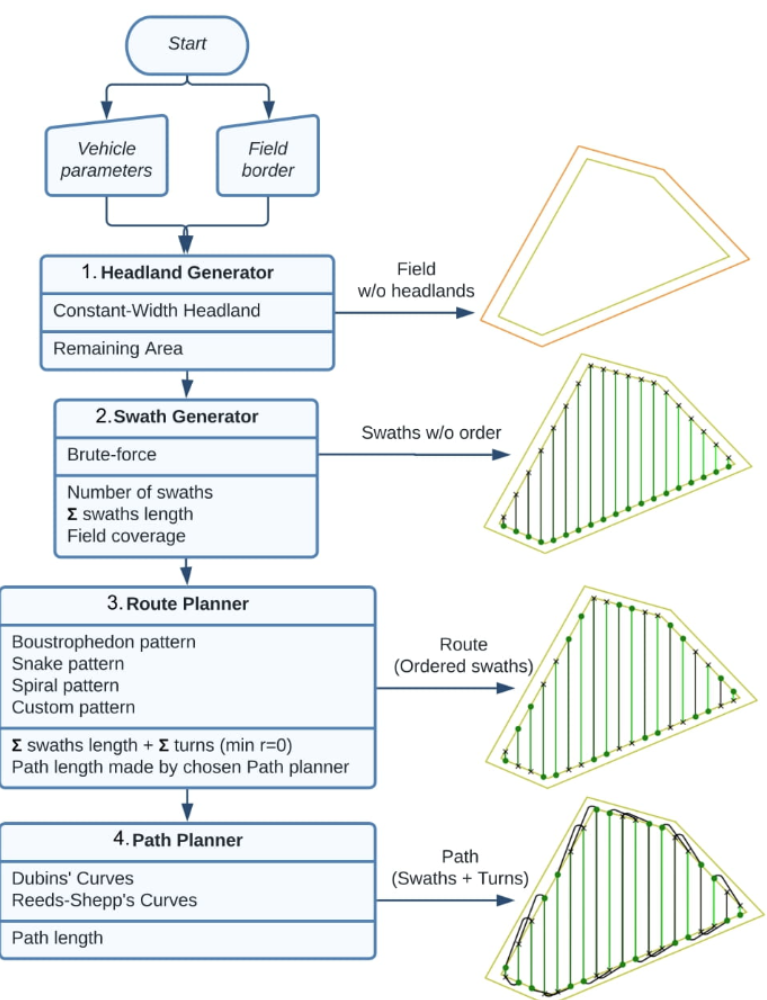 Start
Vehicle
parameters
Field
border
1. Headland Generator
Constant-Width Headland
Remaining Area
Field
w/o headlands
2. Swath Generator
Brute-force
Number of swaths
Σ swaths length
Field coverage
Swaths w/o order
3. Route Planner
Boustrophedon pattern
Snake pattern
Spiral pattern
Custom pattern
Σ swaths length + Σ turns (min r=0)
Path length made by chosen Path planner
Route
(Ordered swaths)
4. Path Planner
Dubins' Curves
Reeds-Shepp's Curves
Path length
Path
(Swaths + Turns)